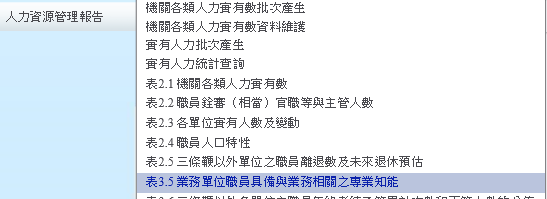 人力資源管理報告
機關各類人力實有數批次產生
機關各類人力實有數資料維護
實有人力批次產生
實有人力統計查詢
表2.1 機關各類人力實有數
表2.2 職員銓審（相當）官職等與主管人數
表2.3 各單位實有人數及變動
表2.4 職員人口特性
表2.5 三條鞭以外單位之職員離退數及未來退休預估
表3.5 業務單位職員具備與業務相關之專業知能